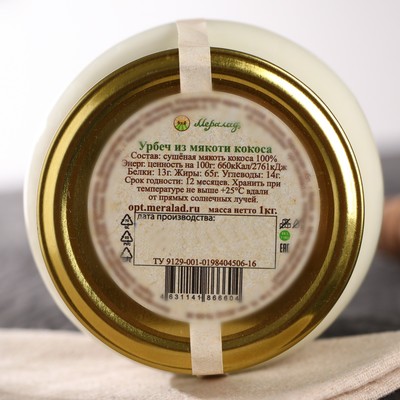 Мералад
Урбеч из мякоти кокоса
Состав: сушёная мякоть кокоса 100%
Энерг. ценность на 100г: 660кКал/2761кДж
Белки: 13г. Жиры: 65г. Углеводы: 14г.
Срок годности: 12 месяцев. Хранить при
температуре не выше +25°С вдали
от прямых солнечных лучей.
opt.meralad.ru масса нетто 1кг.
дата производства:
ЕАС
ТУ 9129-001-0198404506-16
4631141866604